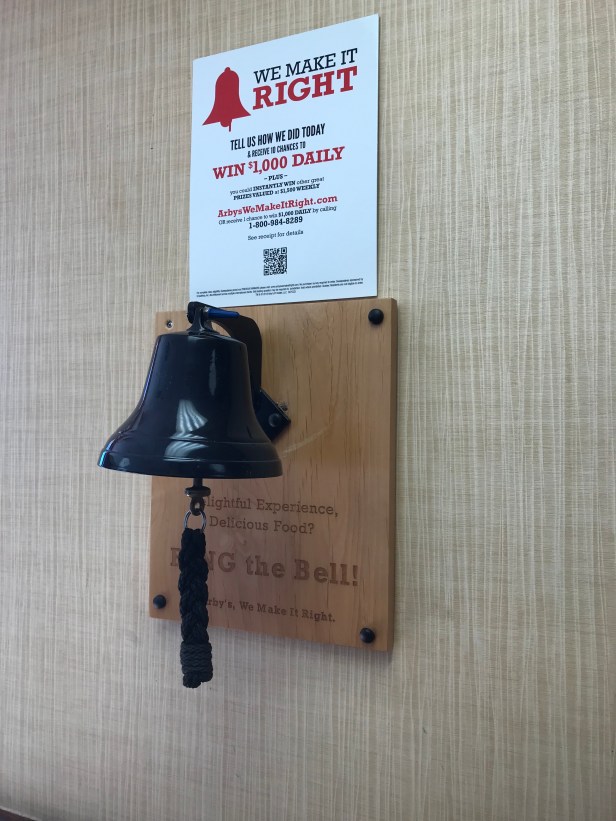 WE MAKE IT
RIGHT
TELL US HOW WE DID TODAY
& RECEIVE 10 CHANCES TO
WIN $1,000 DAILY
- PLUS -
you could INSTANTLY WIN other great
PRIZES VALUED at $1,500 WEEKLY
ArbysWeMakeItRight.com
OR receive 1 chance to win $1,000 DAILY by calling
1-800-984-8289
See receipt for details
lightful Experience,
Delicious Food?
NG the Bell!
rby's, We Make It Right.